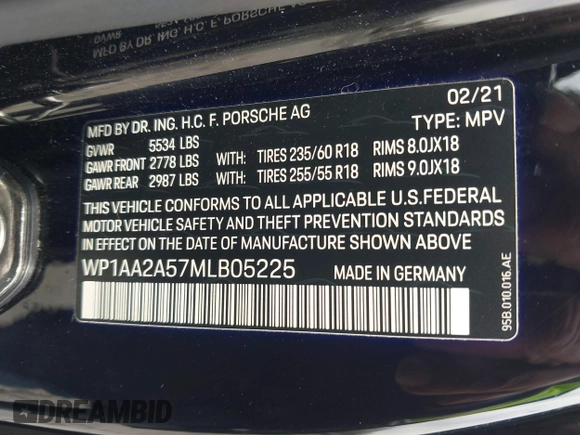 MFD BY DR. ING. H.C. F. PORSCHE AG 02/21
GVWR 5534 LBS TYPE: MPV
GAWR FRONT 2778 LBS WITH: TIRES 235/60 R18 RIMS 8.0JX18
GAWR REAR 2987 LBS WITH: TIRES 255/55 R18 RIMS 9.0JX18
THIS VEHICLE CONFORMS TO ALL APPLICABLE U.S.FEDERAL
MOTOR VEHICLE SAFETY AND THEFT PREVENTION STANDARDS
IN EFFECT ON THE DATE OF MANUFACTURE SHOWN ABOVE
WP1AA2A57MLB05225 MADE IN GERMANY
95B.010.016.AE
DREAMBID